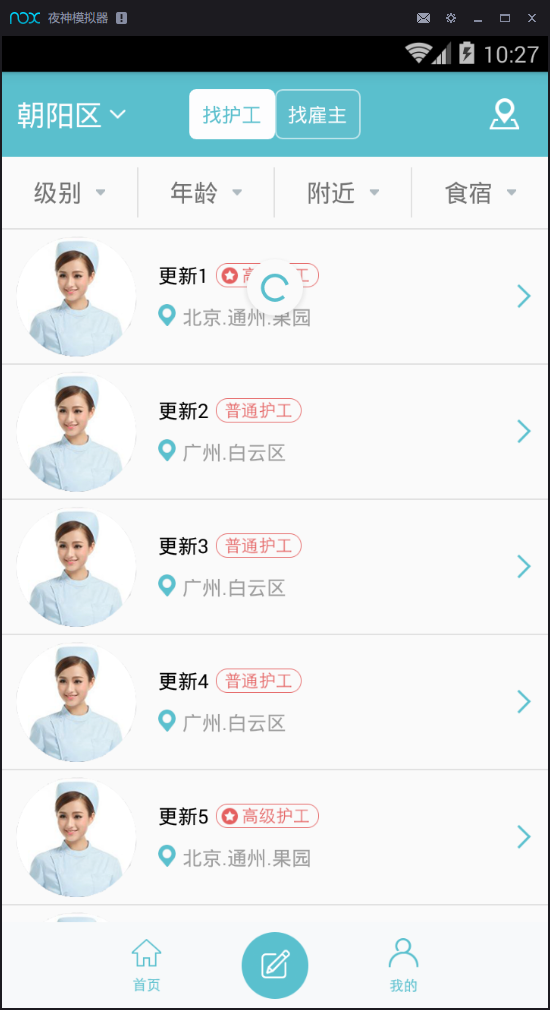 nox 夜神模拟器
10:27
朝阳区 找护工 找雇主
级别 年龄 附近 食宿
更新1 高 工
北京.通州.果园
更新2 普通护工
广州.白云区
更新3 普通护工
广州.白云区
更新4 普通护工
广州.白云区
更新5 高级护工
北京.通州.果园
首页 我的